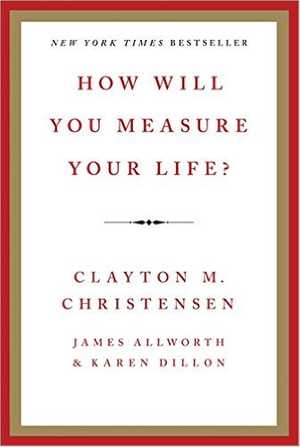 NEW YORK TIMES BESTSELLER
HOW WILL
YOU MEASURE
YOUR LIFE?
CLAYTON M.
CHRISTENSEN
JAMES ALLWORTH
& KAREN DILLON